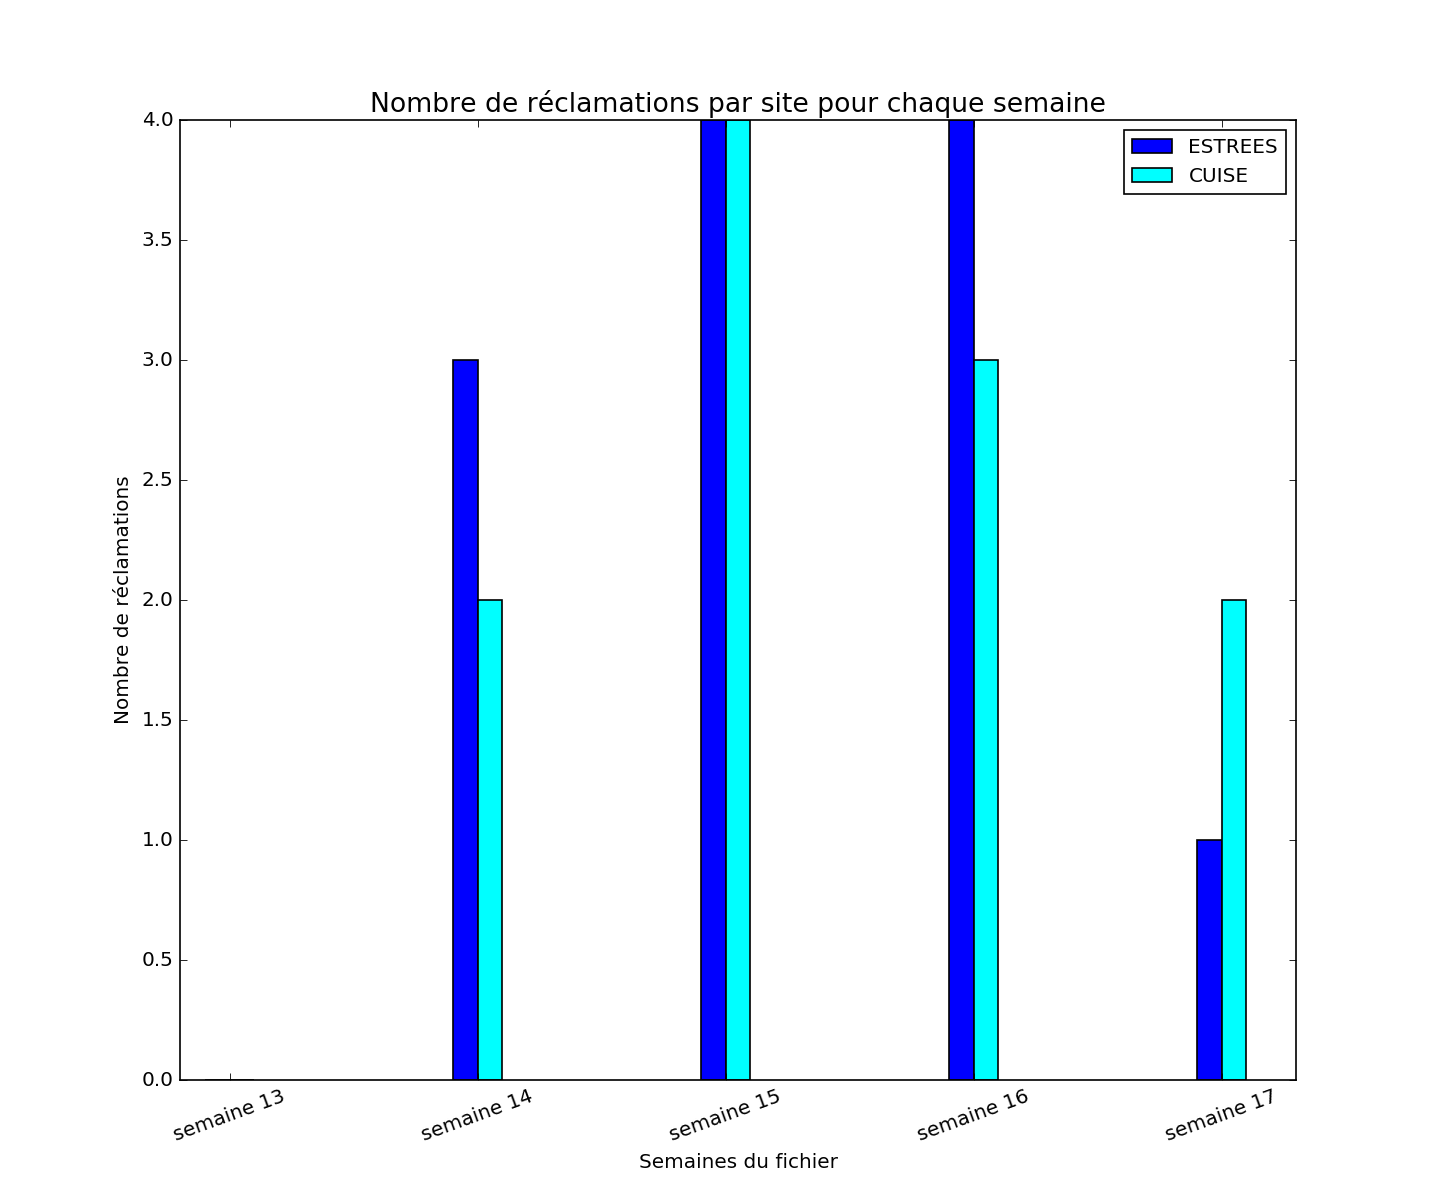 Nombre de réclamations par site pour chaque semaine
4.0
3.5
3.0
2.5
2.0
1.5
1.0
0.5
0.0
Nombre de réclamations
ESTREES
CUISE
semaine 13
semaine 14
semaine 15
semaine 16
semaine 17
Semaines du fichier